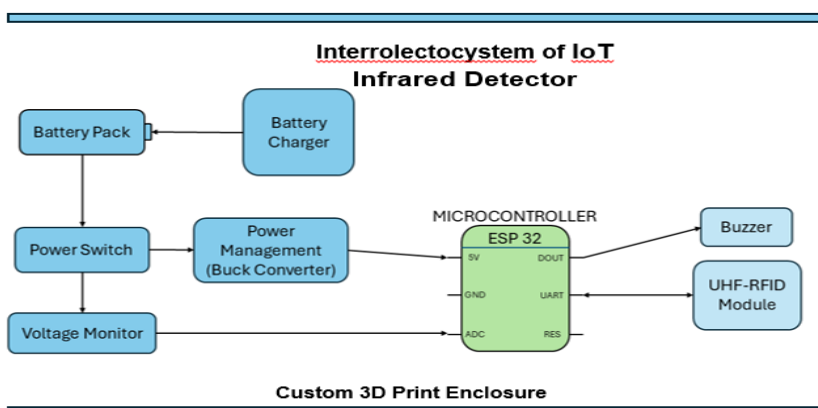 Interrolectocystem of IoT
Infrared Detector
Battery Pack
Battery
Charger
MICROCONTROLLER
ESP 32
Power Switch
Power
Management
(Buck Converter)
5V
DOUT
Buzzer
GND
UART
UHF-RFID
Module
Voltage Monitor
ADC
RES
Custom 3D Print Enclosure